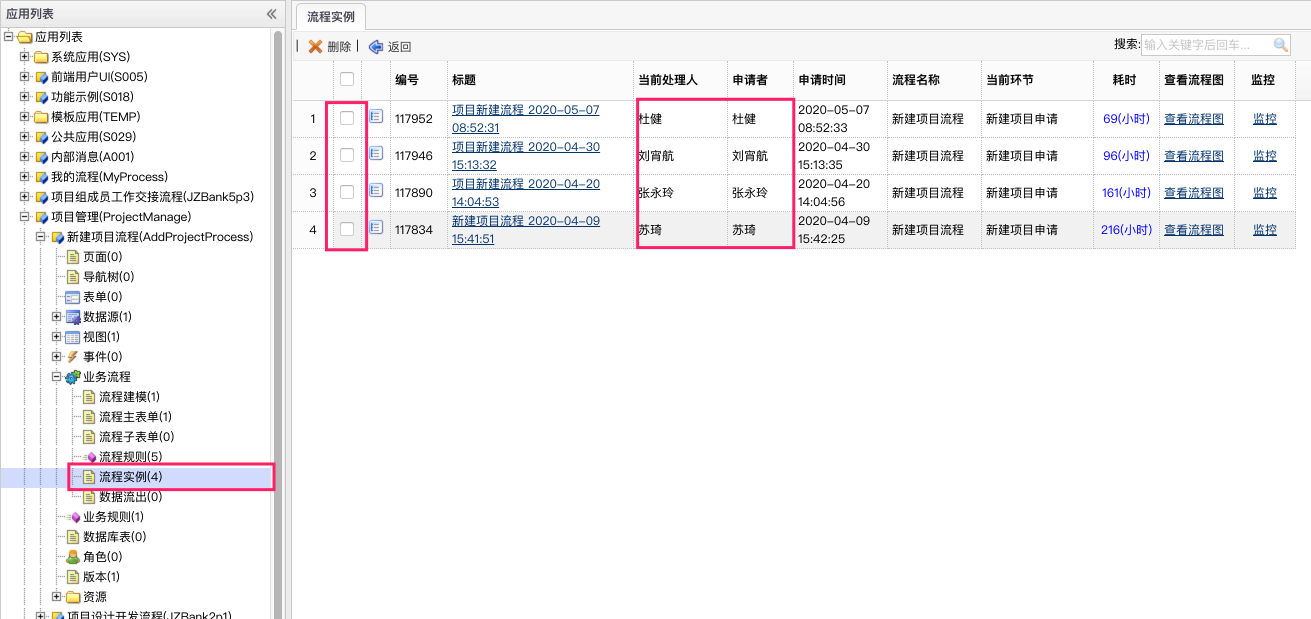 应用列表
应用列表
系统应用(SYS)
前端用户UI(S005)
功能示例(S018)
模板应用(TEMP)
公共应用(S029)
内部消息(A001)
我的流程(MyProcess)
项目组成员工作交接流程(JZBank5p3)
项目管理(ProjectManage)
新建项目流程(AddProjectProcess)
页面(0)
导航树(0)
表单(0)
数据源(1)
视图(1)
事件(0)
业务流程
流程建模(1)
流程主表单(1)
流程子表单(0)
流程规则(5)
流程实例(4)
数据流出(0)
业务规则(1)
数据库表(0)
角色(0)
版本(1)
资源
项目设计开发流程(JZBank2p1)
流程实例
删除 返回 搜索: 输入关键字后回车...
编号 标题 当前处理人 申请者 申请时间 流程名称 当前环节 耗时 查看流程图 监控
1 117952 项目新建流程 2020-05-07 08:52:31 杜健 杜健 2020-05-07 08:52:33 新建项目流程 新建项目申请 69(小时) 查看流程图 监控
2 117946 项目新建流程 2020-04-30 15:13:32 刘宵航 刘宵航 2020-04-30 15:13:35 新建项目流程 新建项目申请 96(小时) 查看流程图 监控
3 117890 项目新建流程 2020-04-20 14:04:53 张永玲 张永玲 2020-04-20 14:04:56 新建项目流程 新建项目申请 161(小时) 查看流程图 监控
4 117834 新建项目流程 2020-04-09 15:41:51 苏琦 苏琦 2020-04-09 15:42:25 新建项目流程 新建项目申请 216(小时) 查看流程图 监控